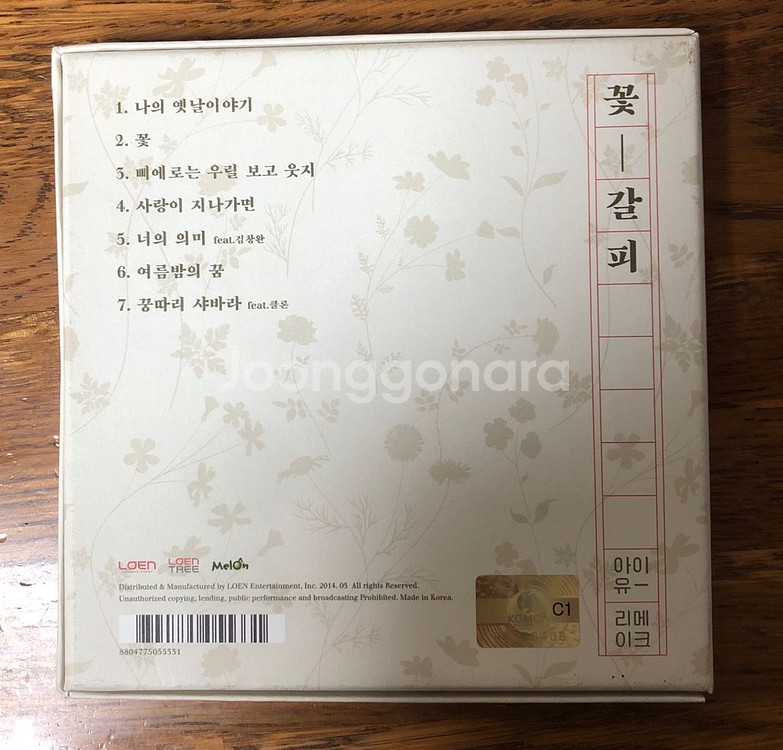 1. 나의 옛날이야기
2. 꽃
3. 삐에로는 우릴 보고 웃지
4. 사랑이 지나가면
5. 너의 의미 feat.김창완
6. 여름밤의 꿈
7. 꿍따리 샤바라 feat.클론
꽃
갈
피
아이
유ー
리메
이크
Joonggonara
LOEN
ENTERTAINMENT
LOEN
TREE
Melon
Distributed & Manufactured by LOEN Entertainment, Inc. 2014. 05 All rights Reserved.
Unauthorized copying, lending, public performance and broadcasting Prohibited. Made in Korea.
8804775055551
KOMCA
C1